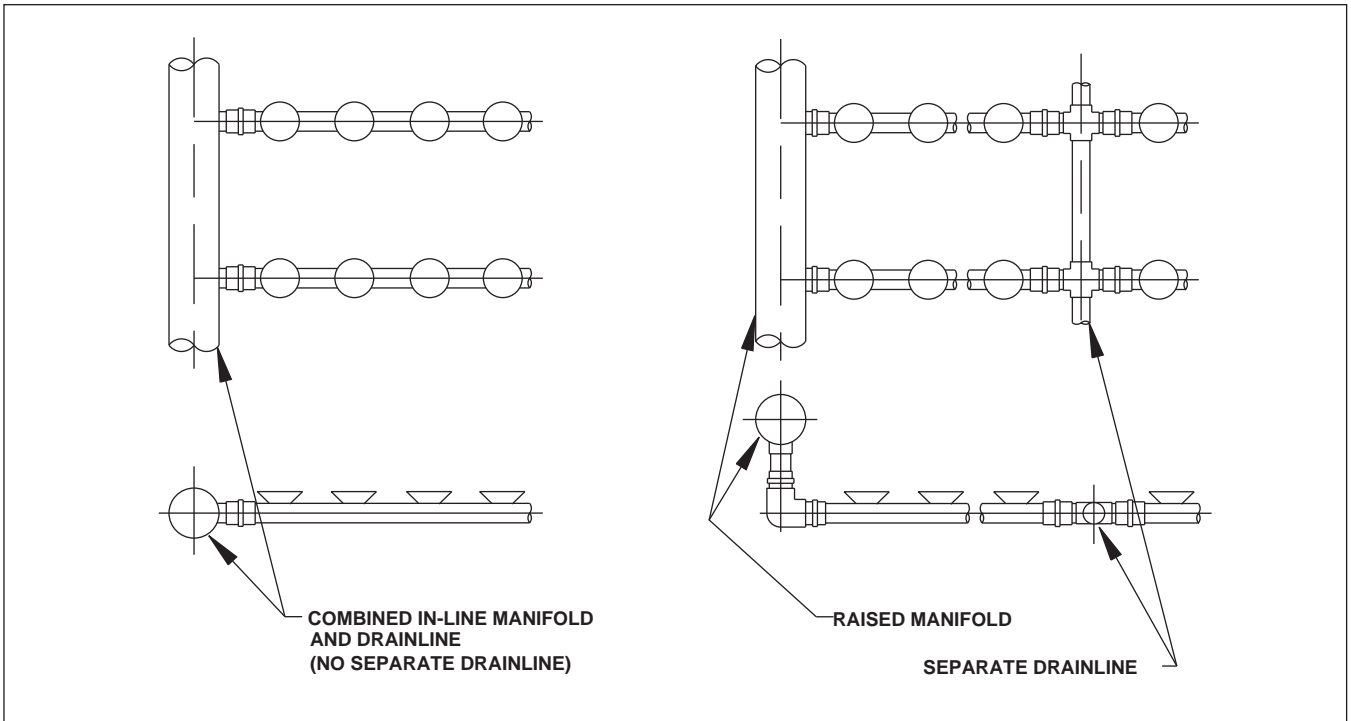 COMBINED IN-LINE MANIFOLD
AND DRAINLINE
(NO SEPARATE DRAINLINE)
RAISED MANIFOLD
SEPARATE DRAINLINE